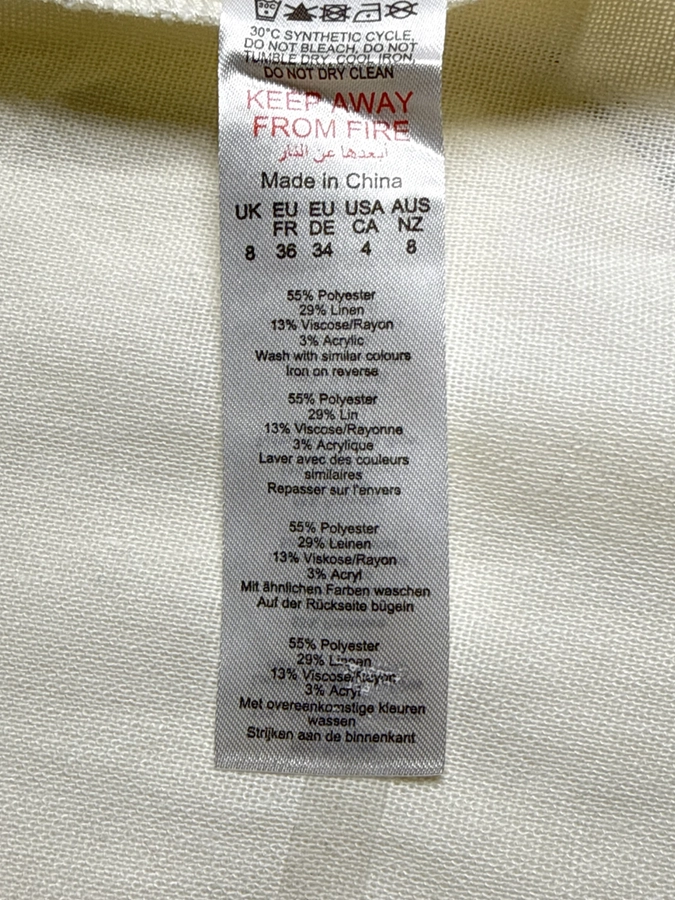 30°C SYNTHETIC CYCLE,
DO NOT BLEACH, DO NOT
TUMBLE DRY, COOL IRON,
DO NOT DRY CLEAN
KEEP AWAY
FROM FIRE
أبعدها عن النار
Made in China
UK EU EU USA AUS
FR DE CA NZ
8 36 34 4 8
55% Polyester
29% Linen
13% Viscose/Rayon
3% Acrylic
Wash with similar colours
Iron on reverse
55% Polyester
29% Lin
13% Viscose/Rayonne
3% Acrylique
Laver avec des couleurs
similaires
Repasser sur l'envers
55% Polyester
29% Leinen
13% Viskose/Rayon
3% Acryl
Mit ähnlichen Farben waschen
Auf der Rückseite bügeln
55% Polyester
29% Linnen
13% Viscose/Rayon
3% Acryl
Met overeenkomstige kleuren
wassen
Strijken aan de binnenkant